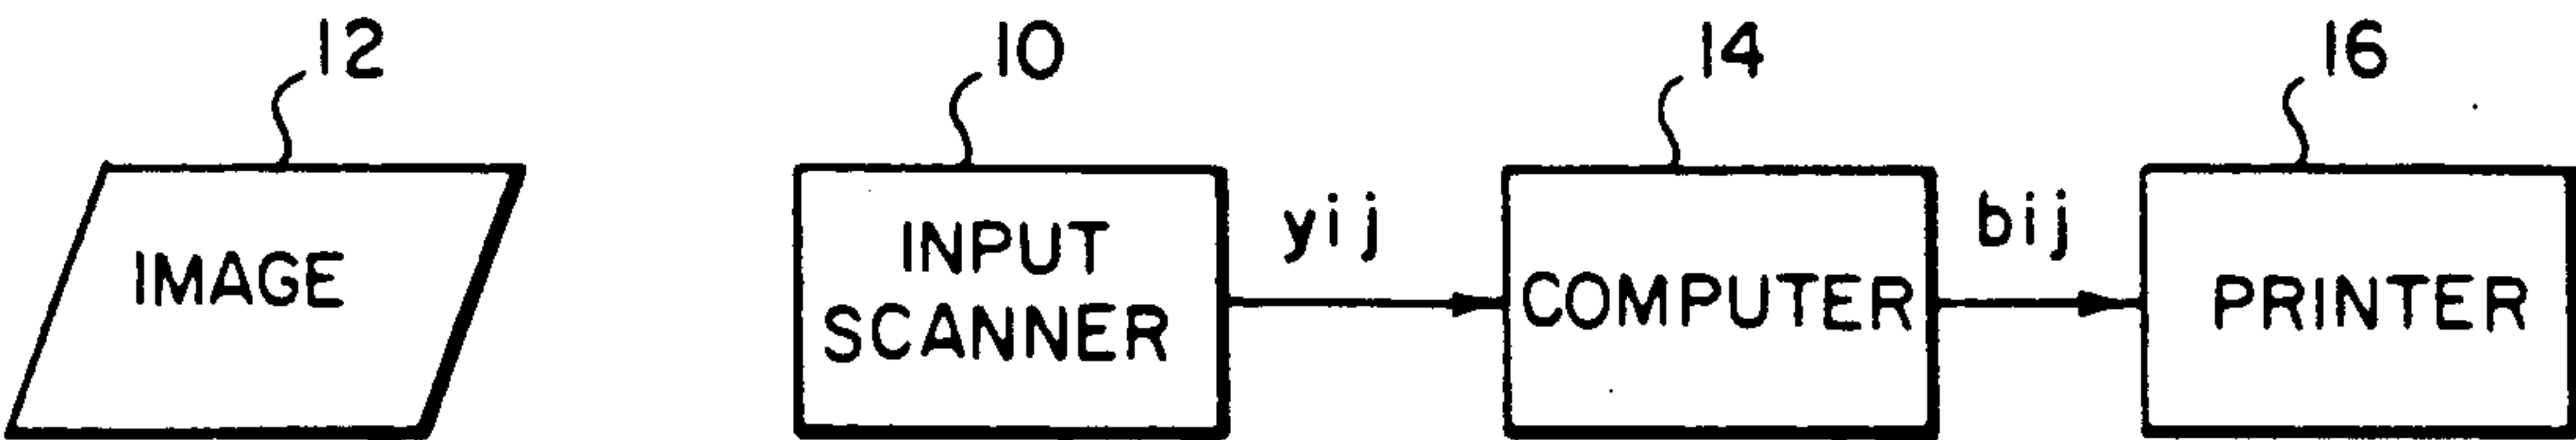 12
10
14
16
IMAGE
INPUT
SCANNER
yij
COMPUTER
bij
PRINTER